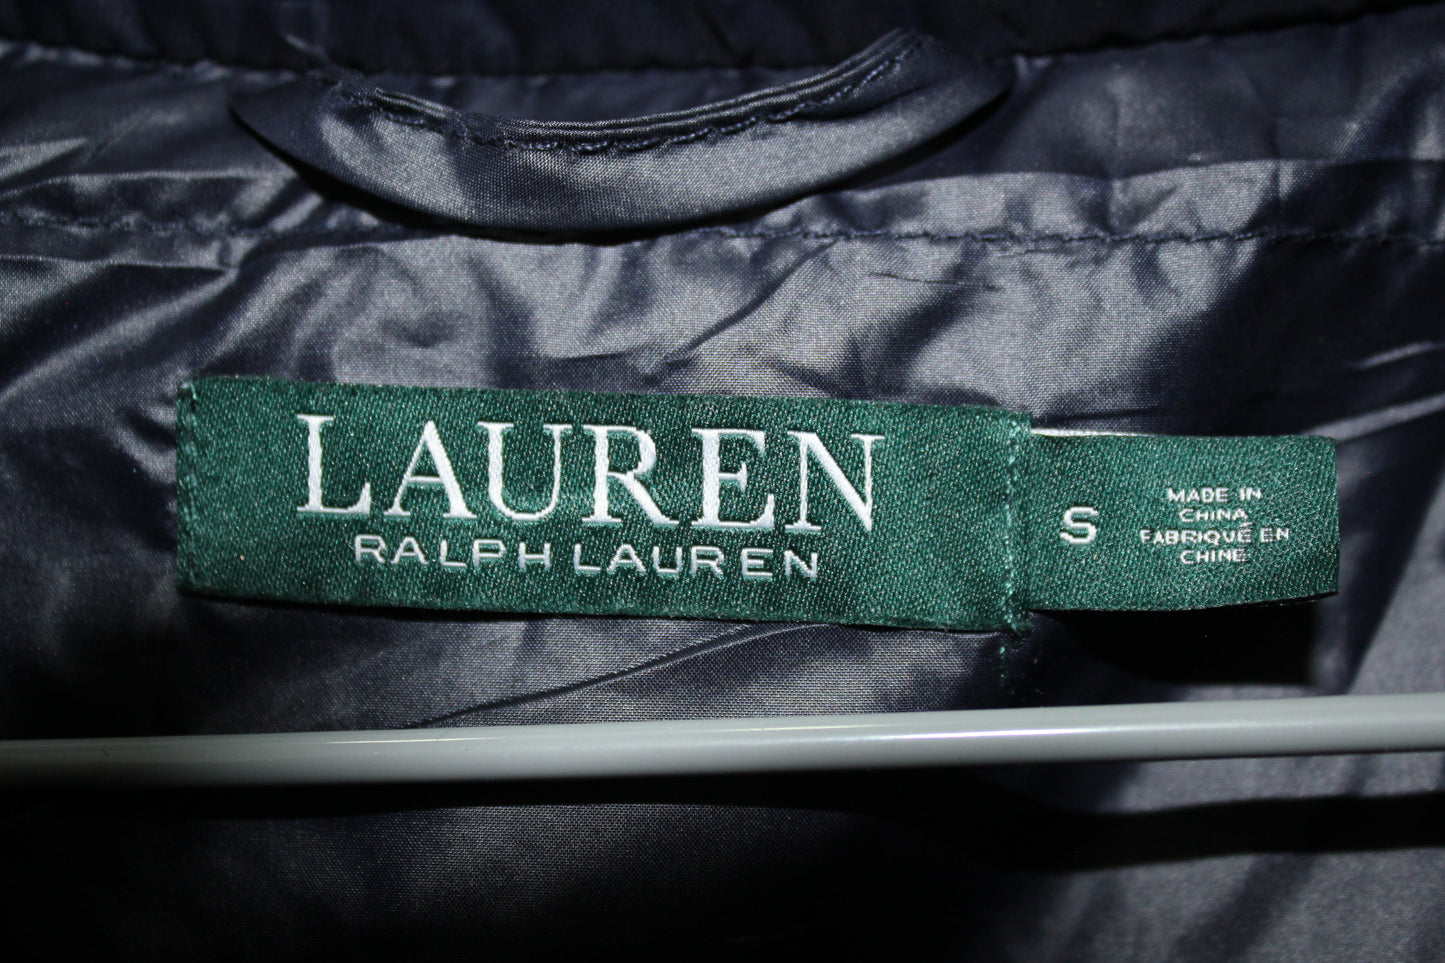 LAUREN
RALPH LAUREN
S
MADE IN
CHINA
FABRIQUÉ EN
CHINE